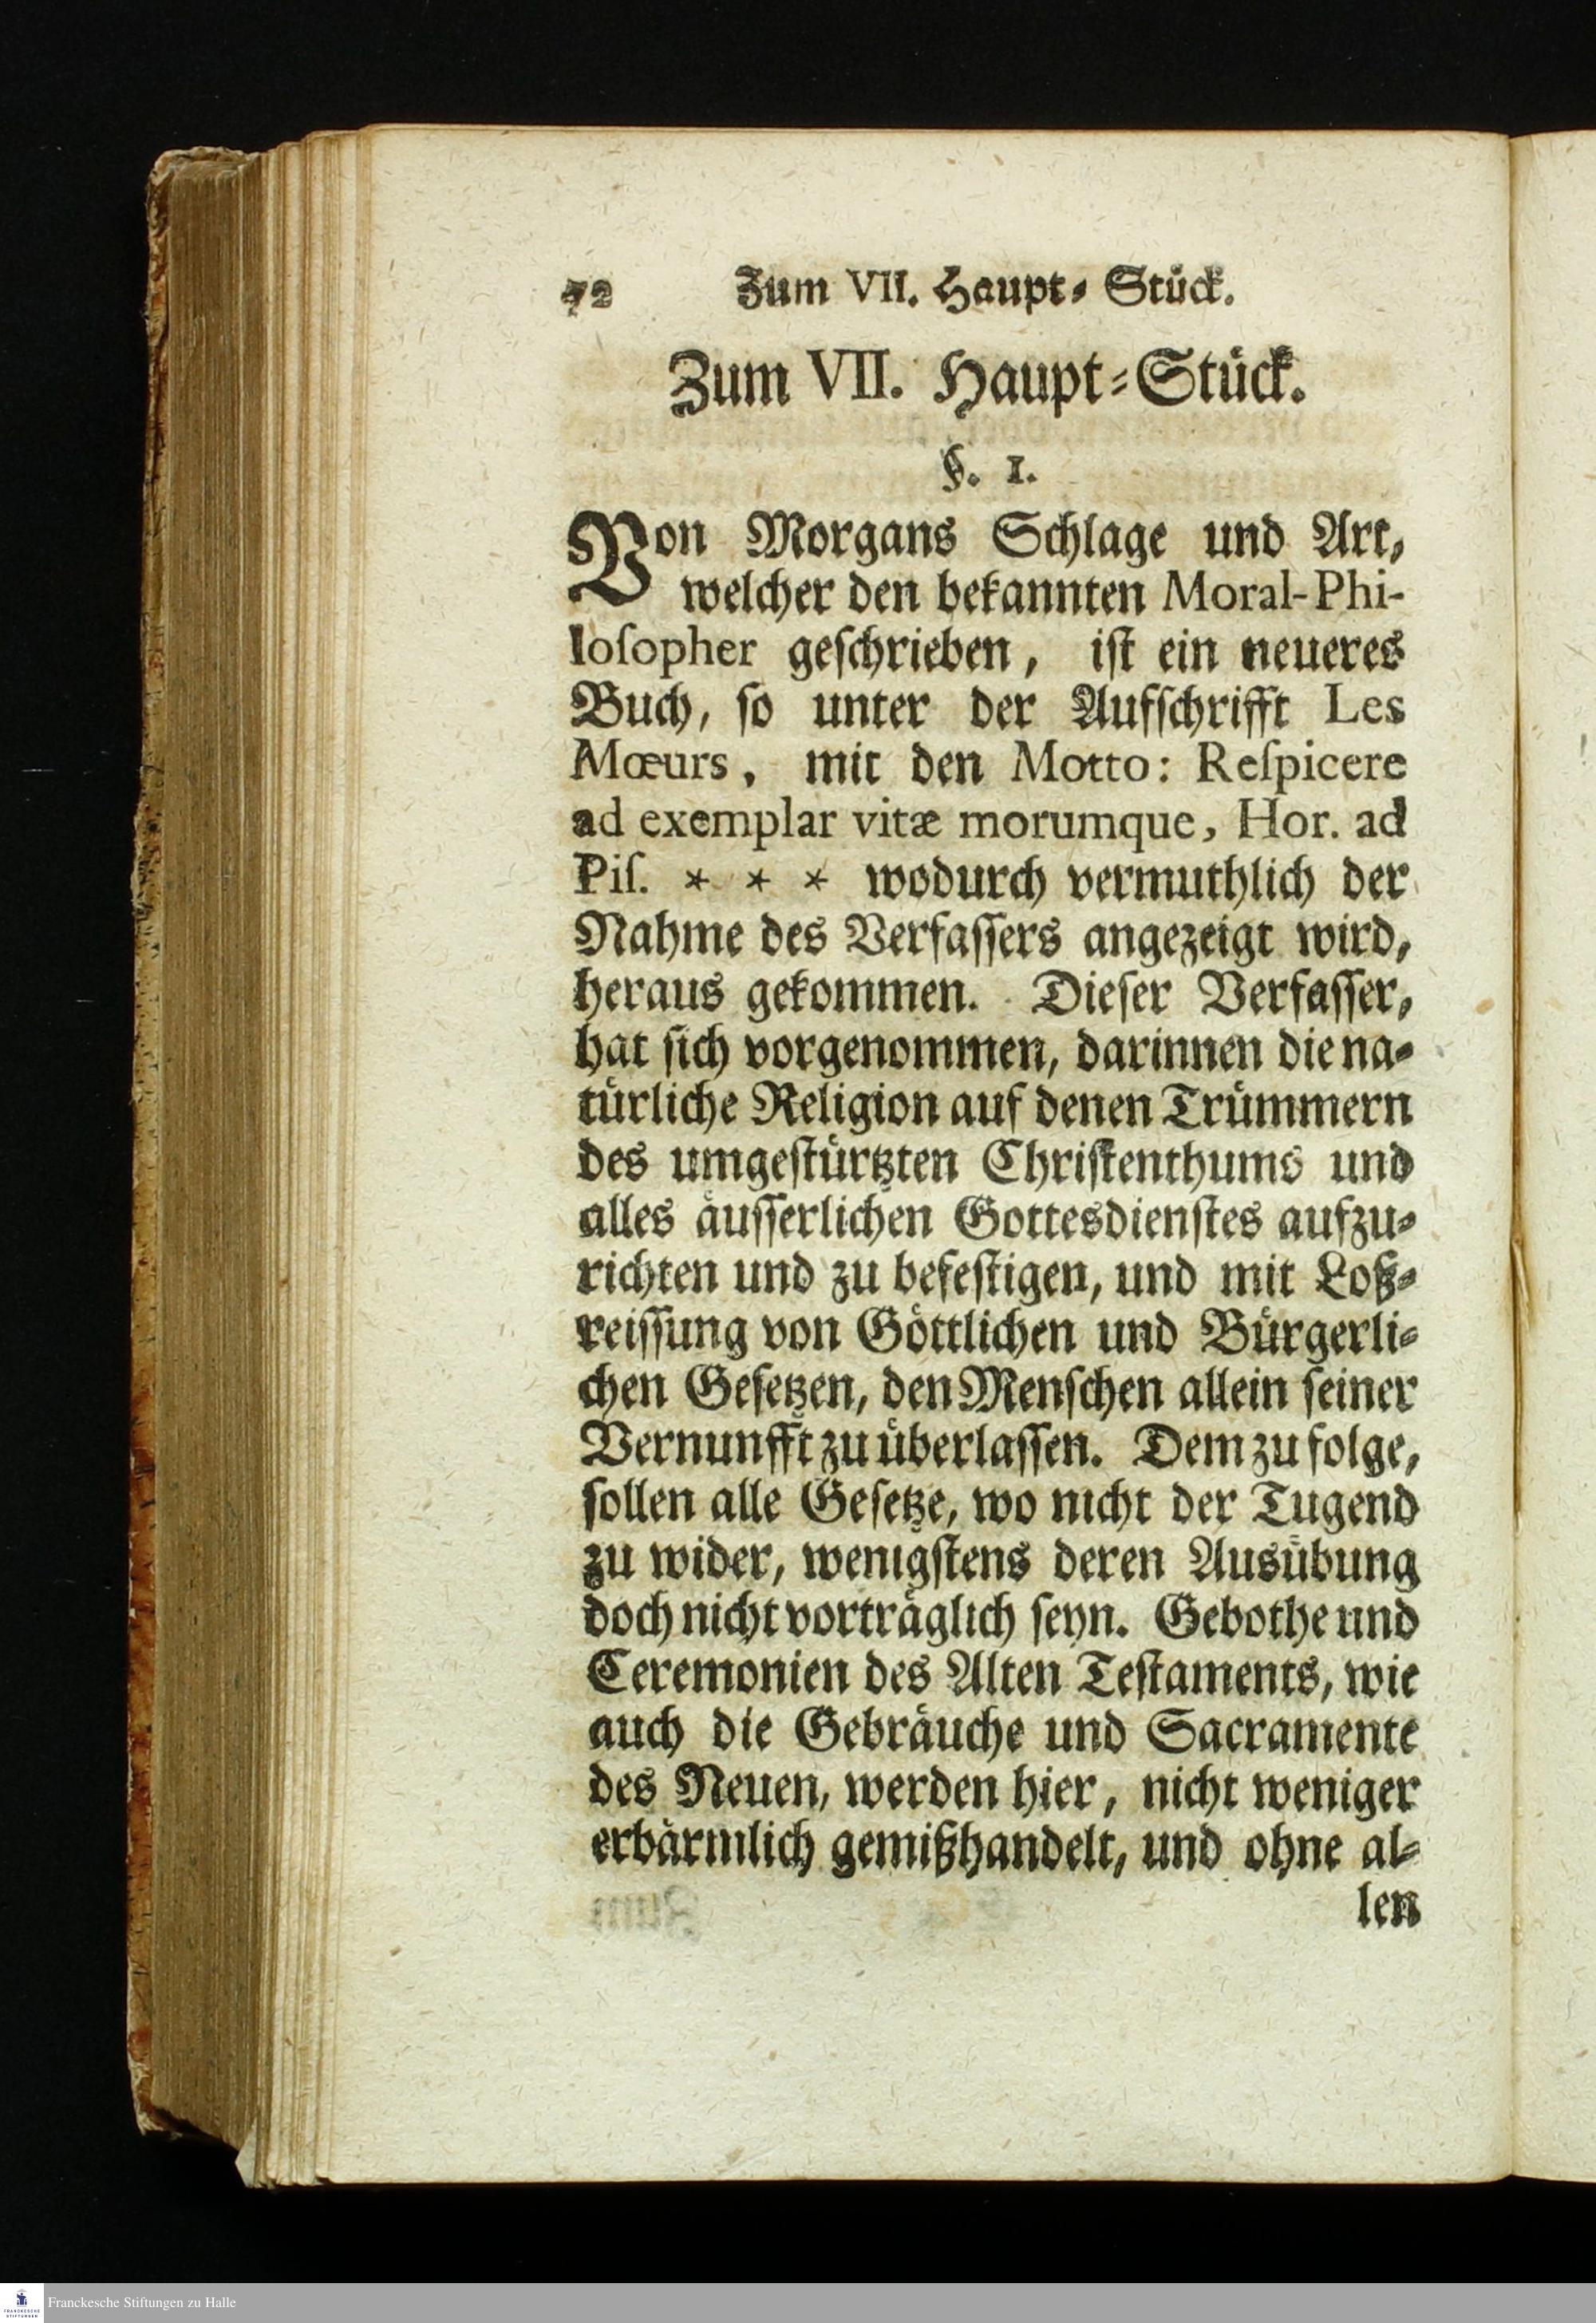 72 Zum VII. Haupt-Stück.
Zum VII. Haupt-Stück.
§. 1.
Von Morgans Schlage und Art,
welcher den bekannten Moral-Phi-
loſopher geſchrieben, iſt ein neueres
Buch, ſo unter der Aufſchrifft Les
Mœurs, mit den Motto: Reſpicere
ad exemplar vitæ morumque, Hor. ad
Piſ. * * * wodurch vermuthlich der
Nahme des Verfaſſers angezeigt wird,
heraus gekommen. Dieſer Verfaſſer,
hat ſich vorgenommen, darinnen die na-
türliche Religion auf denen Trümmern
des umgeſtürtzten Chriſtenthums und
alles äuſſerlichen Gottesdienſtes aufzu-
richten und zu befeſtigen, und mit Loß-
reiſſung von Göttlichen und Bürgerli-
chen Geſetzen, den Menſchen allein ſeiner
Vernunfft zu überlaſſen. Dem zu folge,
ſollen alle Geſetze, wo nicht der Tugend
zu wider, wenigſtens deren Ausübung
doch nicht vorträglich ſeyn. Gebothe und
Ceremonien des Alten Teſtaments, wie
auch die Gebräuche und Sacramente
des Neuen, werden hier, nicht weniger
erbärmlich gemißhandelt, und ohne al-
len
Franckesche Stiftungen zu Halle